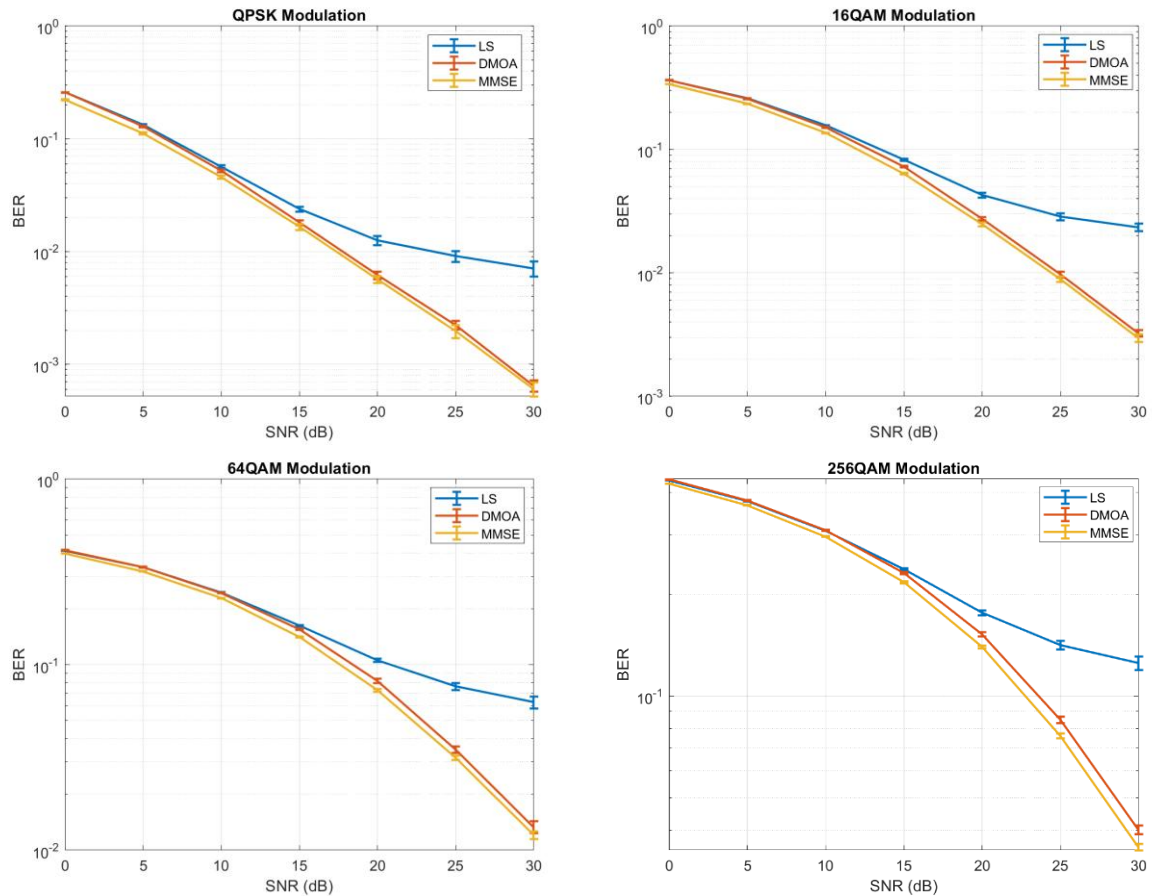 QPSK Modulation
10^0
10^-1
10^-2
10^-3
BER
0 5 10 15 20 25 30
SNR (dB)
LS
DMOA
MMSE
16QAM Modulation
10^0
10^-1
10^-2
10^-3
BER
0 5 10 15 20 25 30
SNR (dB)
LS
DMOA
MMSE
64QAM Modulation
10^0
10^-1
10^-2
BER
0 5 10 15 20 25 30
SNR (dB)
LS
DMOA
MMSE
256QAM Modulation
10^-1
BER
0 5 10 15 20 25 30
SNR (dB)
LS
DMOA
MMSE